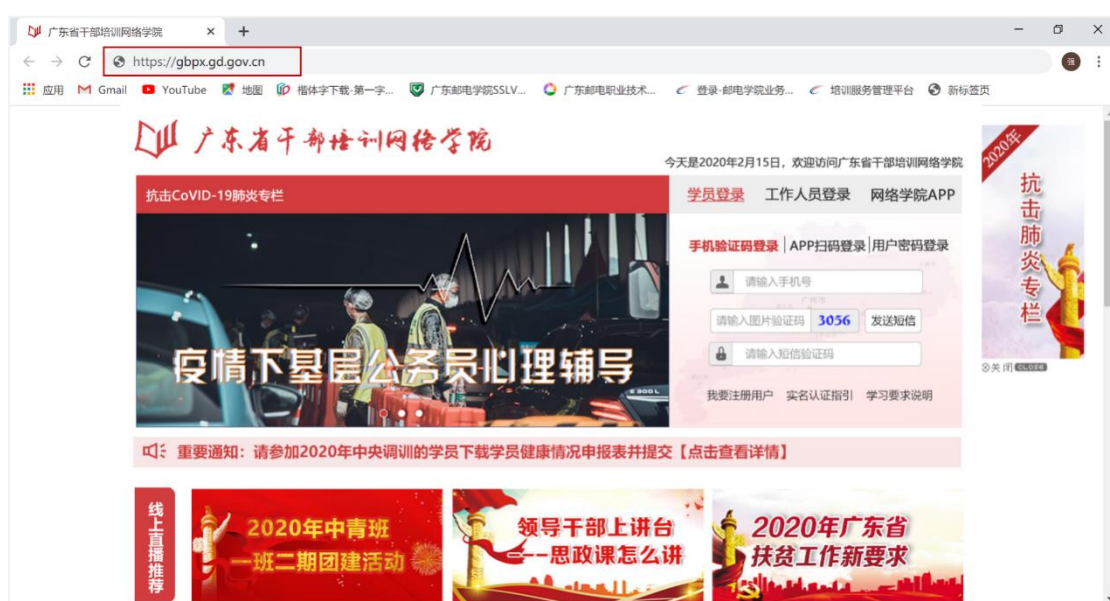 广东省干部培训网络学院
https://gbpx.gd.gov.cn
应用 Gmail YouTube 地图 楷体字下载-第一字... 广东邮电学院SSLV... 广东邮电职业技术... 登录-邮电学院业务... 培训服务管理平台 新标签页
广东省干部培训网络学院
今天是2020年2月15日，欢迎访问广东省干部培训网络学院
抗击CoVID-19肺炎专栏
疫情下基层公务员心理辅导
E 300 L
学员登录 工作人员登录 网络学院APP
手机验证码登录 APP扫码登录 用户密码登录
请输入手机号
请输入图片验证码 3056 发送短信
请输入短信验证码
我要注册用户 实名认证指引 学习要求说明
2020年
抗击肺炎专栏
⊗关闭 CLOSE
重要通知：请参加2020年中央调训的学员下载学员健康情况申报表并提交【点击查看详情】
线上直播推荐
2020年中青班
一班二期团建活动
领导干部上讲台
---思政课怎么讲
2020年广东省
扶贫工作新要求